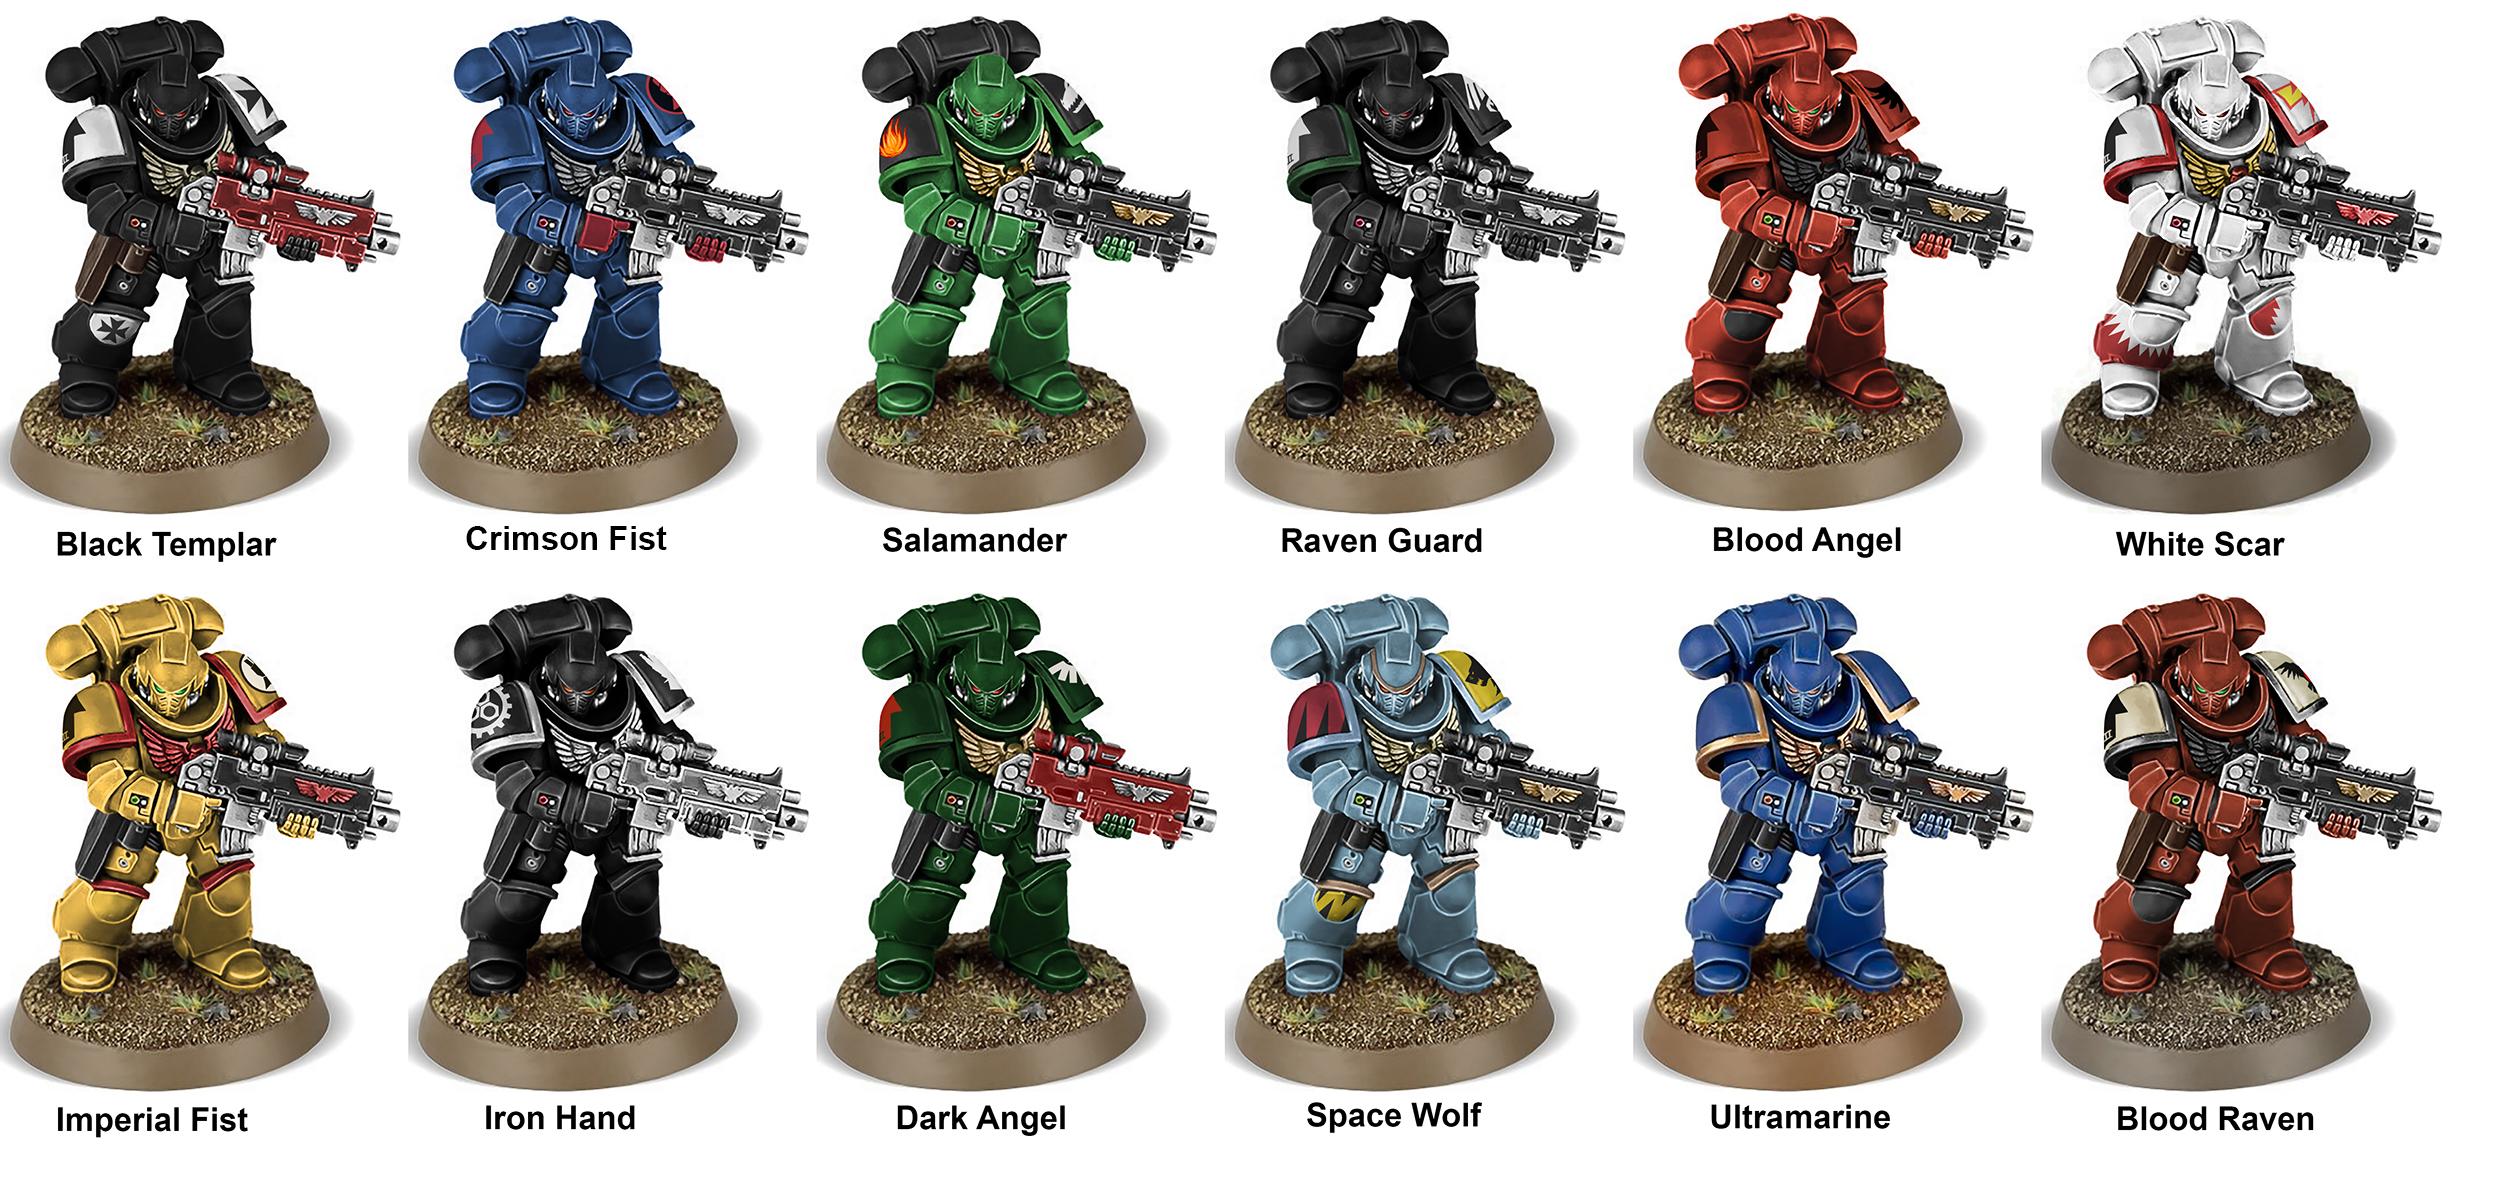 Black Templar
Crimson Fist
Salamander
Raven Guard
Blood Angel
White Scar
Imperial Fist
Iron Hand
Dark Angel
Space Wolf
Ultramarine
Blood Raven